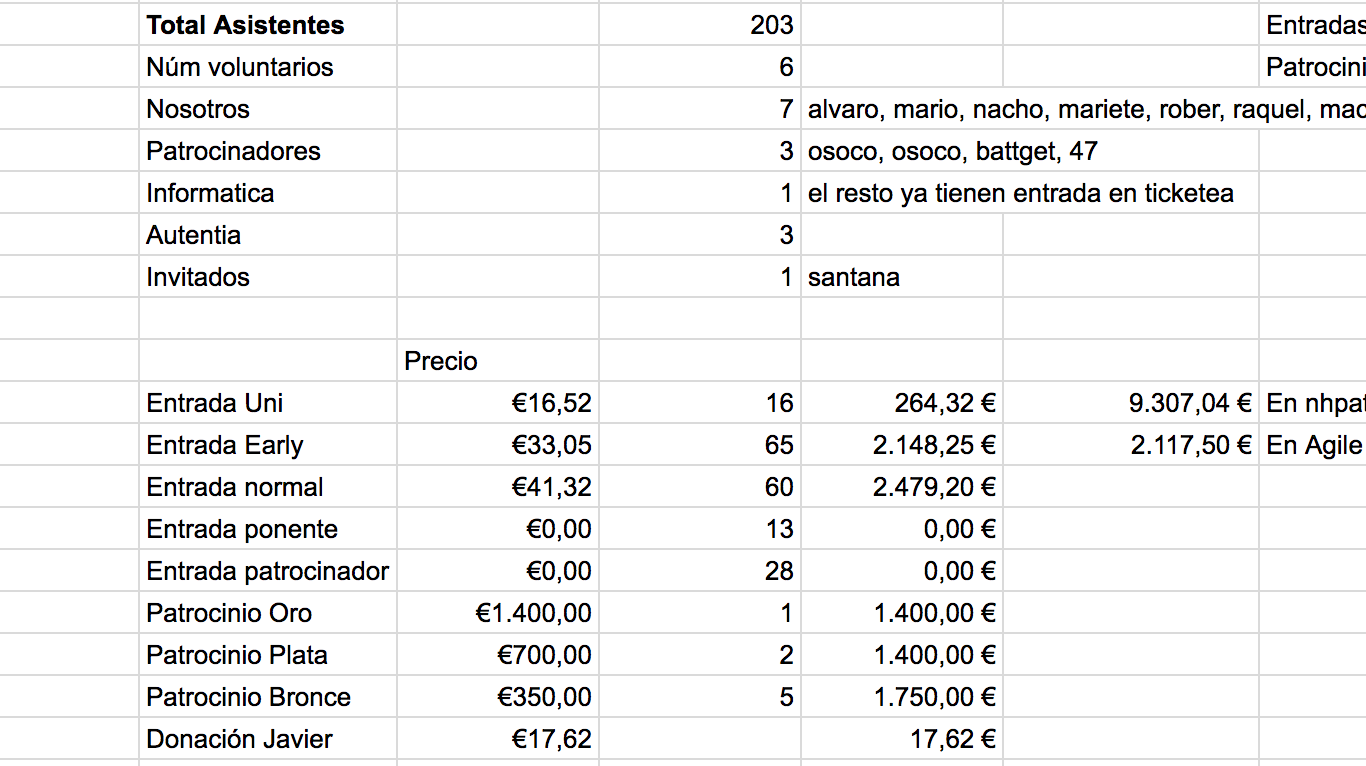 Total Asistentes 203 Entradas
Núm voluntarios 6 Patrocini
Nosotros 7 alvaro, mario, nacho, mariete, rober, raquel, mac
Patrocinadores 3 osoco, osoco, battget, 47
Informatica 1 el resto ya tienen entrada en ticketea
Autentia 3
Invitados 1 santana
Precio
Entrada Uni €16,52 16 264,32 € 9.307,04 € En nhpat
Entrada Early €33,05 65 2.148,25 € 2.117,50 € En Agile
Entrada normal €41,32 60 2.479,20 €
Entrada ponente €0,00 13 0,00 €
Entrada patrocinador €0,00 28 0,00 €
Patrocinio Oro €1.400,00 1 1.400,00 €
Patrocinio Plata €700,00 2 1.400,00 €
Patrocinio Bronce €350,00 5 1.750,00 €
Donación Javier €17,62 17,62 €